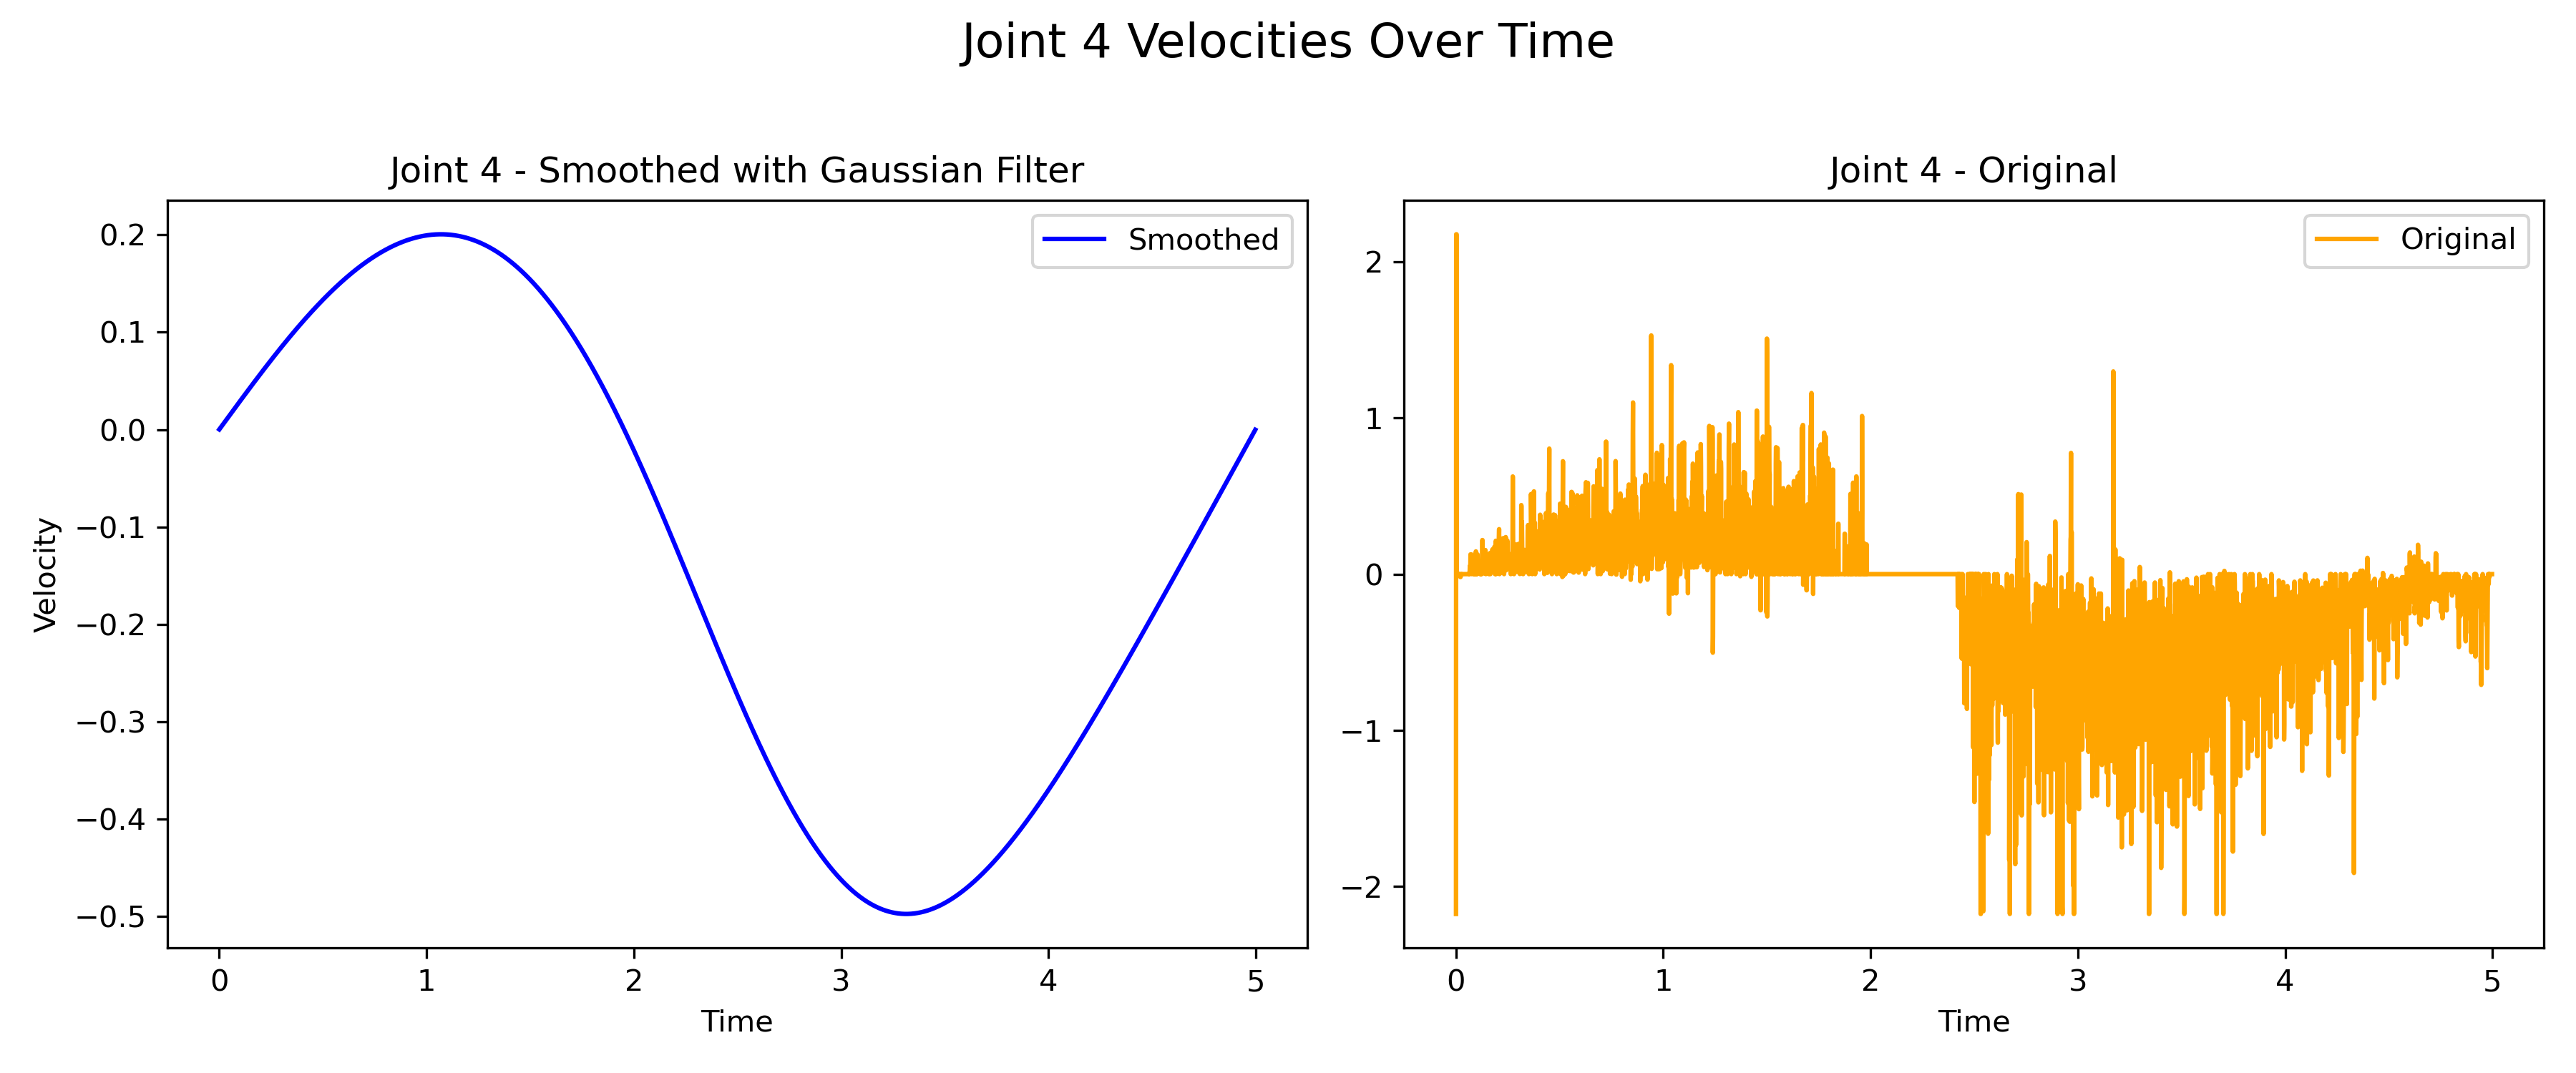 Joint 4 Velocities Over Time
Joint 4 - Smoothed with Gaussian Filter
Smoothed
Velocity
0.2
0.1
0.0
−0.1
−0.2
−0.3
−0.4
−0.5
0 1 2 3 4 5
Time
Joint 4 - Original
Original
2
1
0
−1
−2
0 1 2 3 4 5
Time